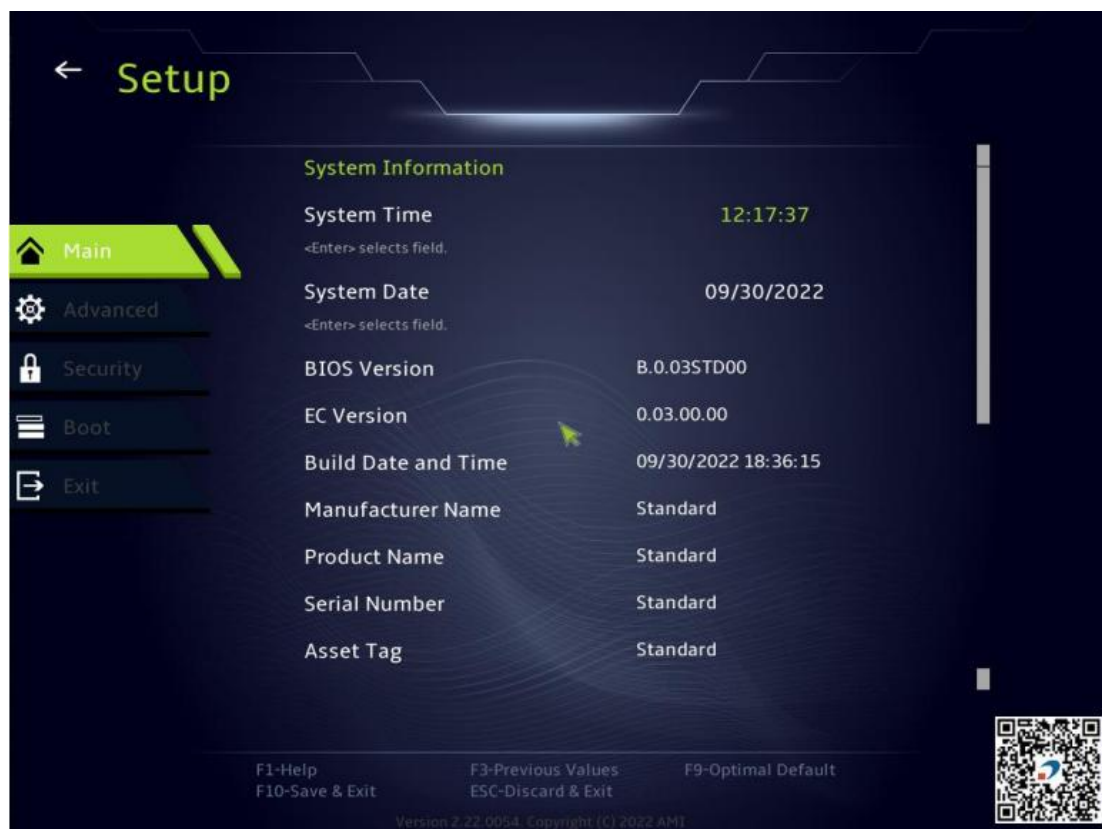 Setup
System Information
System Time 12:17:37
<Enter> selects field.
Main
System Date 09/30/2022
<Enter> selects field.
Advanced
BIOS Version B.0.03STD00
Security
EC Version 0.03.00.00
Boot
Build Date and Time 09/30/2022 18:36:15
Exit
Manufacturer Name Standard
Product Name Standard
Serial Number Standard
Asset Tag Standard
F1-Help F3-Previous Values F9-Optimal Default
F10-Save & Exit ESC-Discard & Exit
Version 2.22.0054. Copyright (C) 2022 AMI